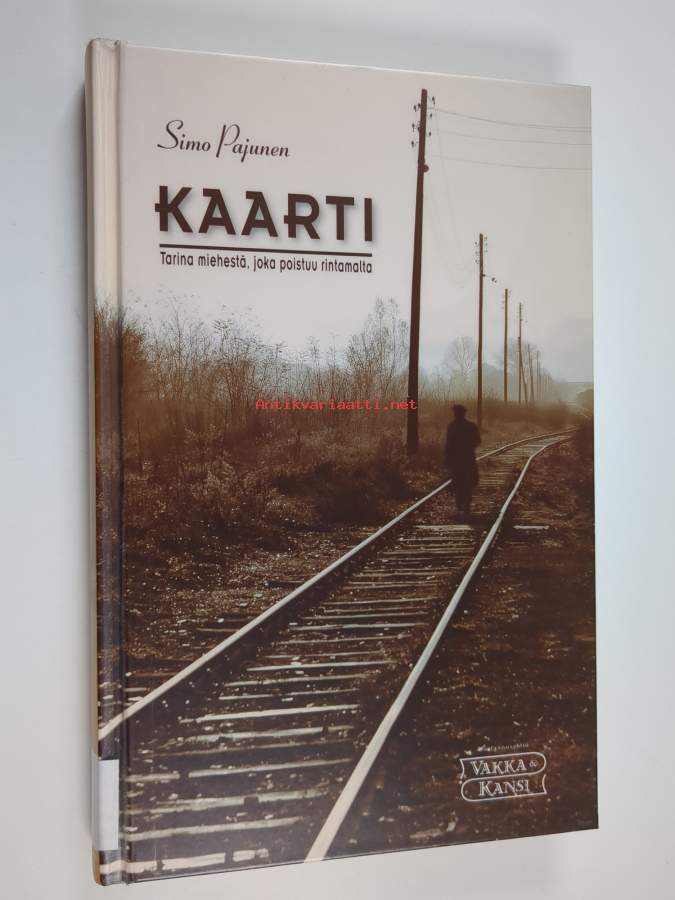 Simo Pajunen
KAARTI
Tarina miehestä, joka poistuu rintamalta
Antikvariaatti.net
VAKKA &
KANSI